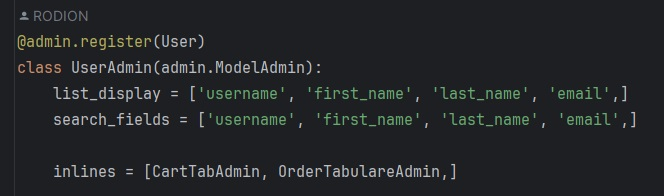 RODION
@admin.register(User)
class UserAdmin(admin.ModelAdmin):
    list_display = ['username', 'first_name', 'last_name', 'email',]
    search_fields = ['username', 'first_name', 'last_name', 'email',]
    inlines = [CartTabAdmin, OrderTabulareAdmin,]